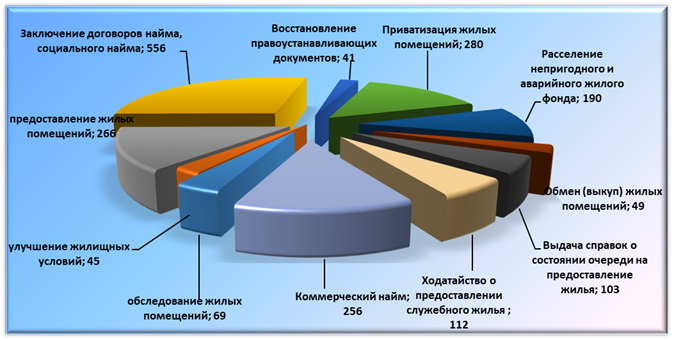 Заключение договоров найма,
социального найма; 556
Восстановление
правоустанавливающих
документов; 41
Приватизация жилых
помещений; 280
Расселение
непригодного и
аварийного жилого
фонда; 190
Обмен (выкуп) жилых
помещений; 49
Выдача справок о
состоянии очереди на
предоставление
жилья; 103
Ходатайство о
предоставлении
служебного жилья ;
112
Коммерческий найм;
256
обследование жилых
помещений; 69
улучшение жилищных
условий; 45
предоставление жилых
помещений; 266